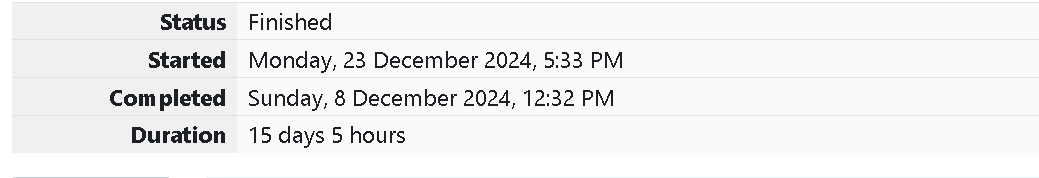 Status Finished
Started Monday, 23 December 2024, 5:33 PM
Completed Sunday, 8 December 2024, 12:32 PM
Duration 15 days 5 hours